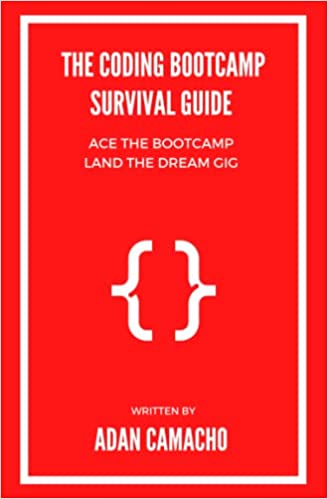 THE CODING BOOTCAMP
SURVIVAL GUIDE
ACE THE BOOTCAMP
LAND THE DREAM GIG
{ }
WRITTEN BY
ADAN CAMACHO